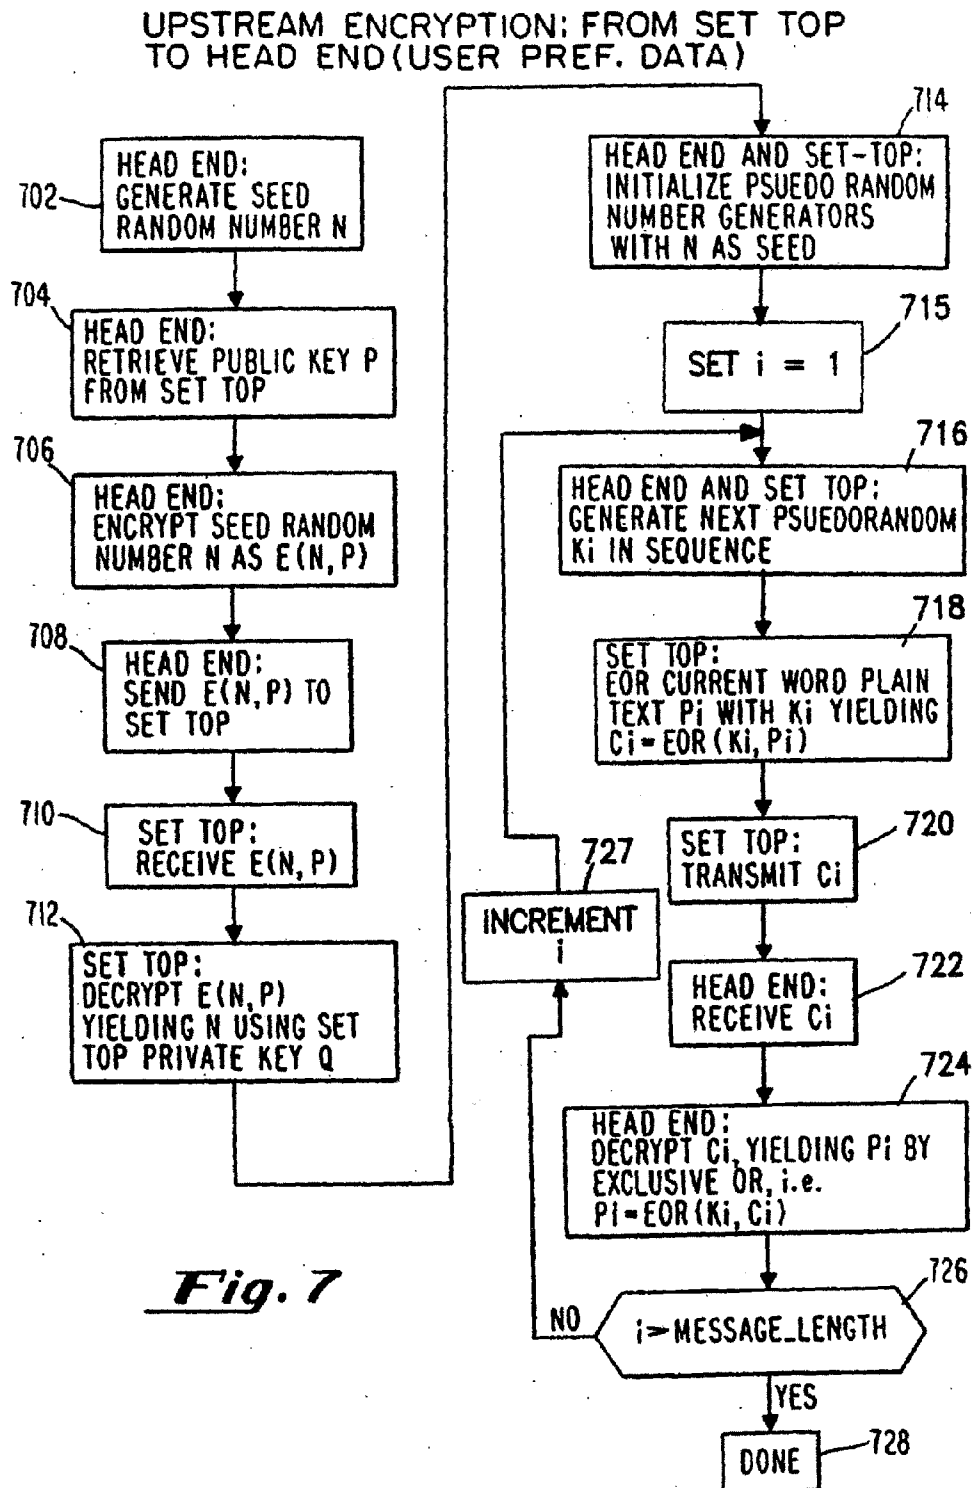 UPSTREAM ENCRYPTION: FROM SET TOP
TO HEAD END(USER PREF. DATA)
702
HEAD END:
GENERATE SEED
RANDOM NUMBER N
704
HEAD END:
RETRIEVE PUBLIC KEY P
FROM SET TOP
706
HEAD END:
ENCRYPT SEED RANDOM
NUMBER N AS E(N,P)
708
HEAD END:
SEND E(N,P) TO
SET TOP
710
SET TOP:
RECEIVE E(N,P)
712
SET TOP:
DECRYPT E(N,P)
YIELDING N USING SET
TOP PRIVATE KEY Q
714
HEAD END AND SET-TOP:
INITIALIZE PSUEDO RANDOM
NUMBER GENERATORS
WITH N AS SEED
715
SET i = 1
716
HEAD END AND SET TOP:
GENERATE NEXT PSUEDORANDOM
Ki IN SEQUENCE
718
SET TOP:
EOR CURRENT WORD PLAIN
TEXT Pi WITH Ki YIELDING
Ci=EOR(Ki,Pi)
720
SET TOP:
TRANSMIT Ci
722
HEAD END:
RECEIVE Ci
724
HEAD END:
DECRYPT Ci, YIELDING Pi BY
EXCLUSIVE OR, i.e.
Pi=EOR(Ki,Ci)
726
i>MESSAGE_LENGTH
NO
727
INCREMENT
i
YES
DONE
728
Fig. 7